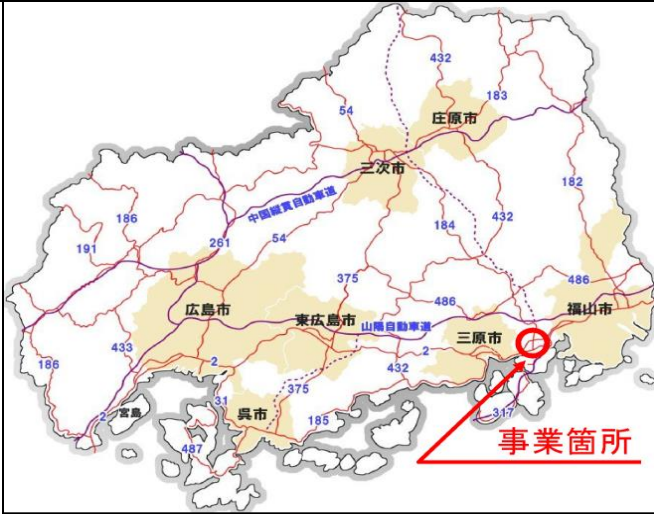 432
183
54
庄原市
三次市
182
中国縦貫自動車道
186
191
261
54
184
432
375
486
486
広島市
東広島市
山陽自動車道
三原市
福山市
186
433
2
2
432
375
31
呉市
185
宮島
2
487
317
事業箇所